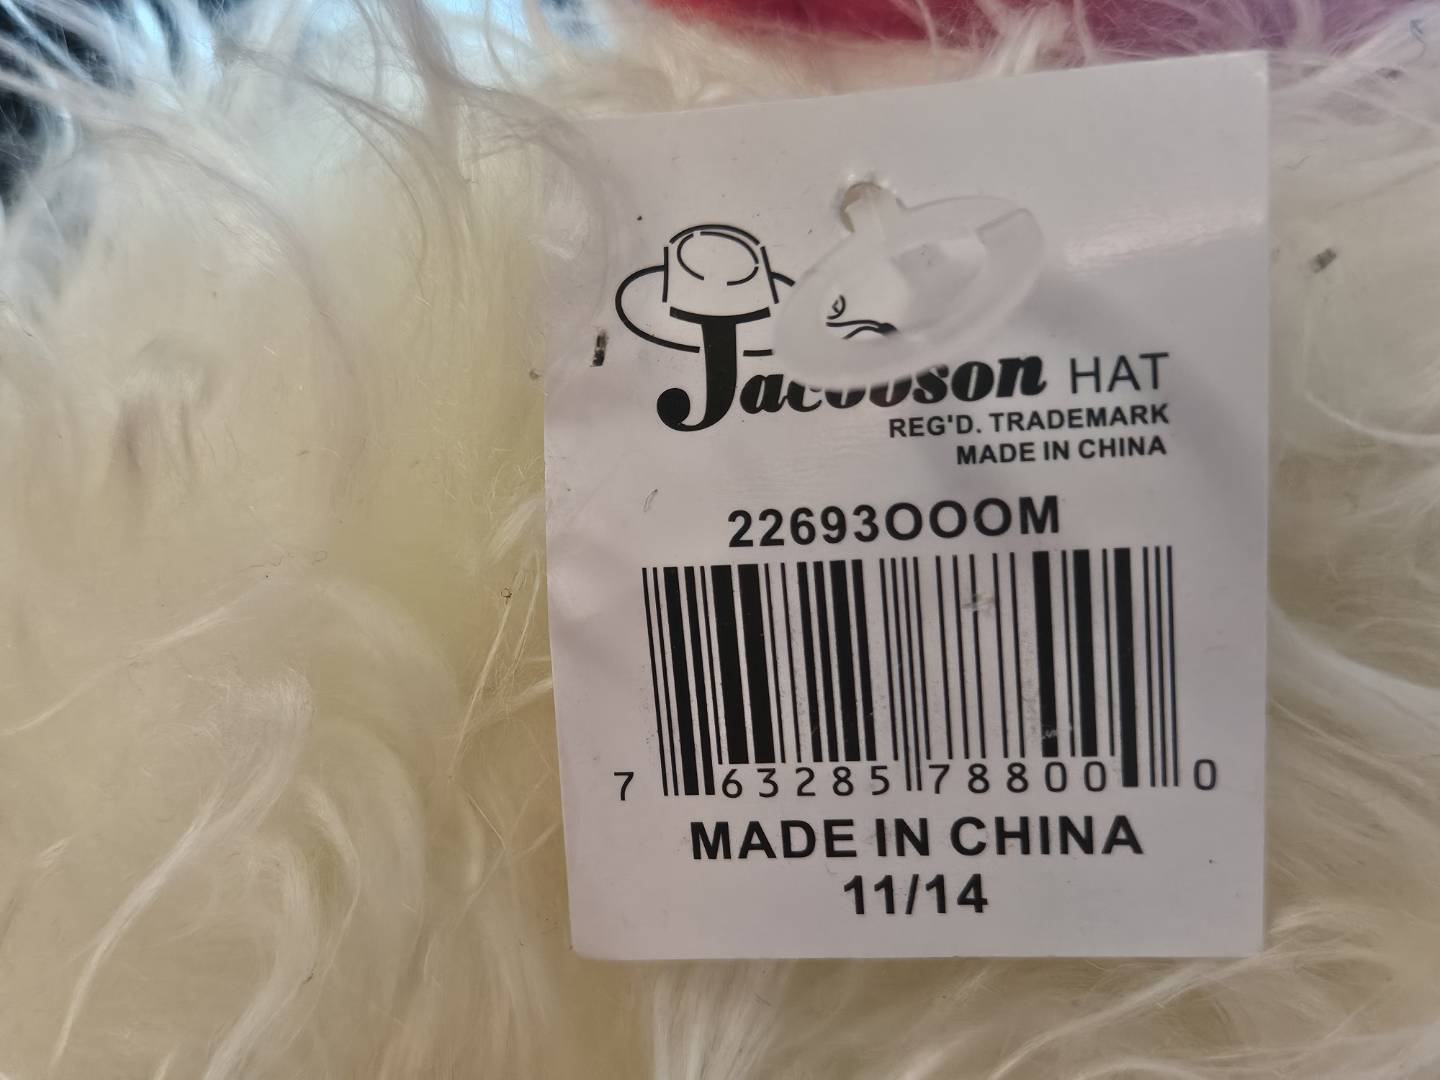 Jacobson HAT
REG'D. TRADEMARK
MADE IN CHINA
22693OOOM
7 63285 78800 0
MADE IN CHINA
11/14